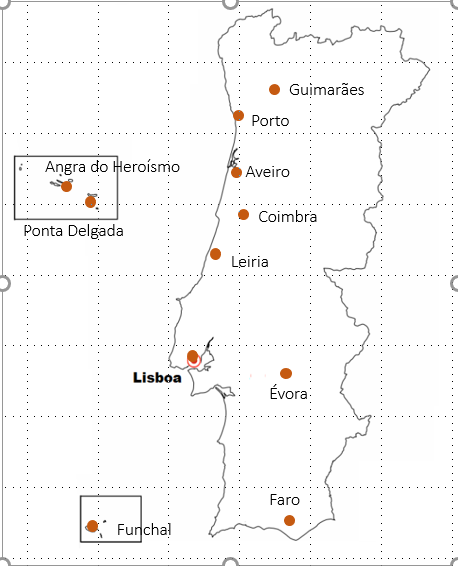 Guimarães
Porto
Angra do Heroísmo
Aveiro
Coimbra
Ponta Delgada
Leiria
Lisboa
Évora
Faro
Funchal